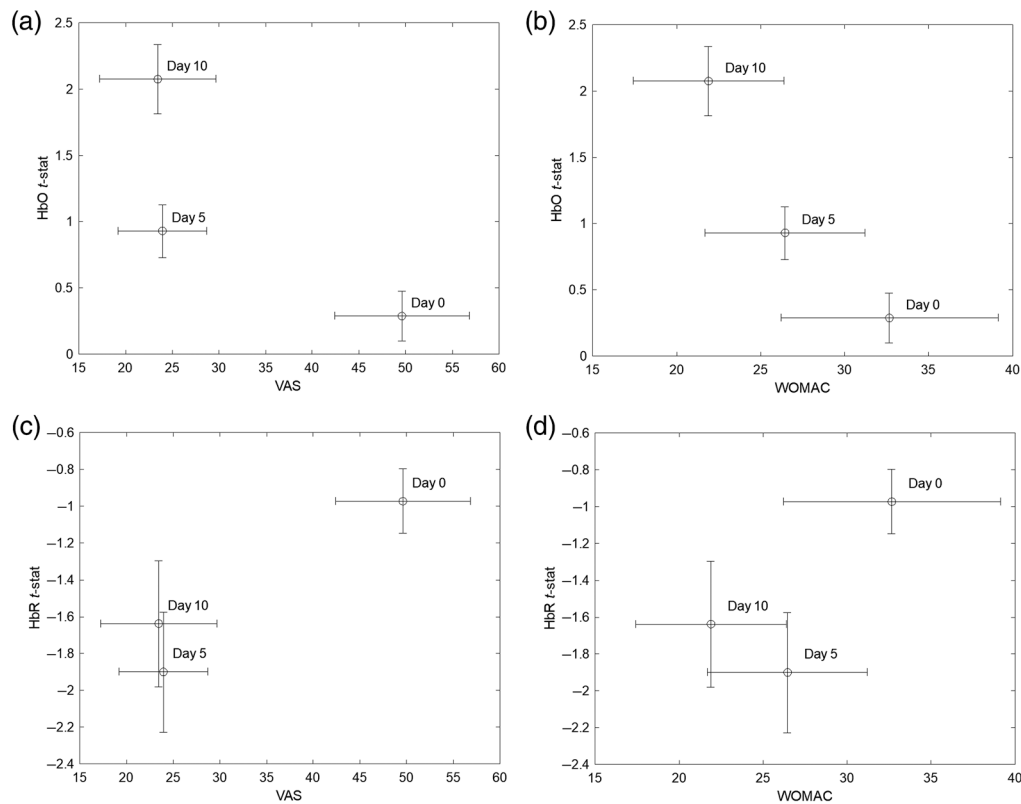 (a)
2.5
2
1.5
1
0.5
0
HbO t-stat
Day 10
Day 5
Day 0
15 20 25 30 35 40 45 50 55 60
VAS
(b)
2.5
2
1.5
1
0.5
0
HbO t-stat
Day 10
Day 5
Day 0
15 20 25 30 35 40
WOMAC
(c)
−0.6
−0.8
−1
−1.2
−1.4
−1.6
−1.8
−2
−2.2
−2.4
HbR t-stat
Day 0
Day 10
Day 5
15 20 25 30 35 40 45 50 55 60
VAS
(d)
−0.6
−0.8
−1
−1.2
−1.4
−1.6
−1.8
−2
−2.2
−2.4
HbR t-stat
Day 0
Day 10
Day 5
15 20 25 30 35 40
WOMAC